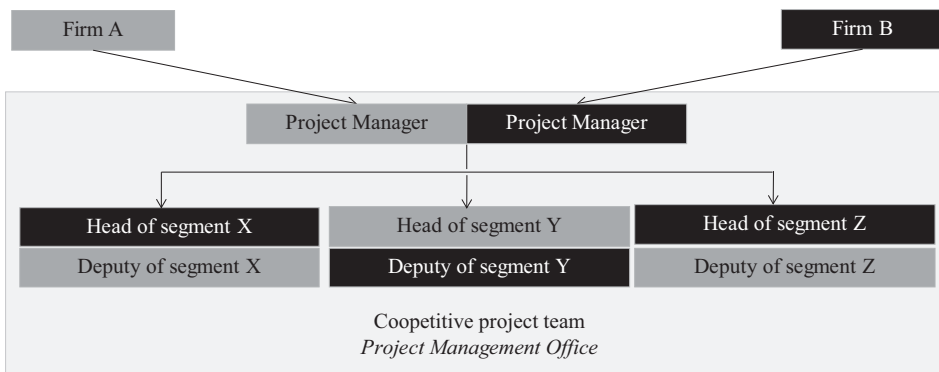 Firm A
Firm B
Project Manager
Project Manager
Head of segment X
Deputy of segment X
Head of segment Y
Deputy of segment Y
Head of segment Z
Deputy of segment Z
Coopetitive project team
Project Management Office